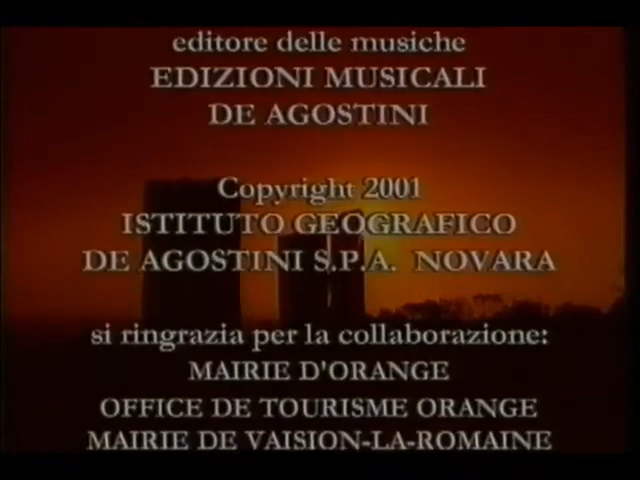 editore delle musiche
EDIZIONI MUSICALI
DE AGOSTINI
Copyright 2001
ISTITUTO GEOGRAFICO
DE AGOSTINI S.P.A. NOVARA
si ringrazia per la collaborazione:
MAIRIE D'ORANGE
OFFICE DE TOURISME ORANGE
MAIRIE DE VAISION-LA-ROMAINE